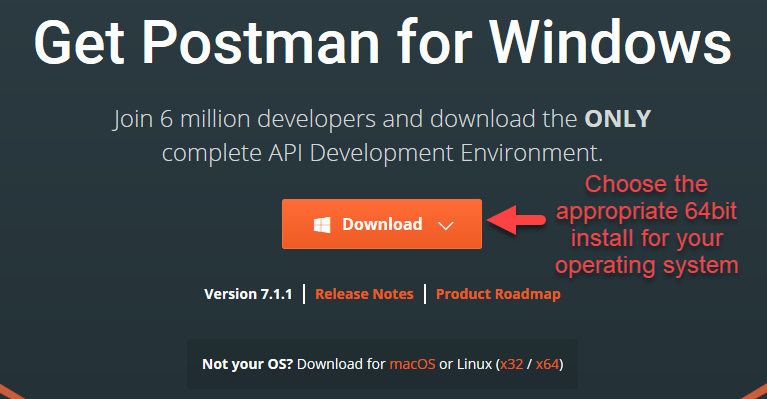 Get Postman for Windows
Join 6 million developers and download the ONLY
complete API Development Environment.
Download
Choose the
appropriate 64bit
install for your
operating system
Version 7.1.1 | Release Notes | Product Roadmap
Not your OS? Download for macOS or Linux (x32 / x64)